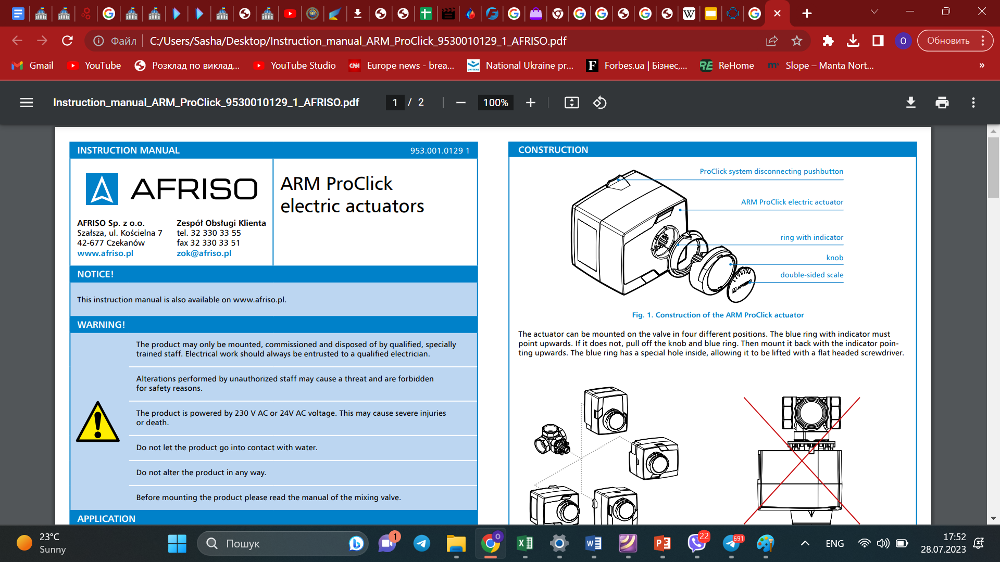 Файл
C:/Users/Sasha/Desktop/Instruction_manual_ARM_ProClick_9530010129_1_AFRISO.pdf
O
Обновить
Gmail
YouTube
Розклад по виклад...
YouTube Studio
CNN
Europe news - brea...
National Ukraine pr...
F
Forbes.ua | Бізнес,...
RE
ReHome
Slope – Manta Nort...
»
Instruction_manual_ARM_ProClick_9530010129_1_AFRISO.pdf
1 / 2
100%
INSTRUCTION MANUAL
953.001.0129 1
AFRISO
ARM ProClick
electric actuators
AFRISO Sp. z o.o.
Szałsza, ul. Kościelna 7
42-677 Czekanów
www.afriso.pl
Zespół Obsługi Klienta
tel. 32 330 33 55
fax 32 330 33 51
zok@afriso.pl
NOTICE!
This instruction manual is also available on www.afriso.pl.
WARNING!
The product may only be mounted, commissioned and disposed of by qualified, specially
trained staff. Electrical work should always be entrusted to a qualified electrician.
Alterations performed by unauthorized staff may cause a threat and are forbidden
for safety reasons.
The product is powered by 230 V AC or 24V AC voltage. This may cause severe injuries
or death.
Do not let the product go into contact with water.
Do not alter the product in any way.
Before mounting the product please read the manual of the mixing valve.
APPLICATION
CONSTRUCTION
ProClick system disconnecting pushbutton
ARM ProClick electric actuator
ring with indicator
knob
double-sided scale
AFRISO
Fig. 1. Construction of the ARM ProClick actuator
The actuator can be mounted on the valve in four different positions. The blue ring with indicator must
point upwards. If it does not, pull off the knob and blue ring. Then mount it back with the indicator poin-
ting upwards. The blue ring has a special hole inside, allowing it to be lifted with a flat headed screwdriver.
23°C
Sunny
Пошук
1
22
691
ENG
17:52
28.07.2023